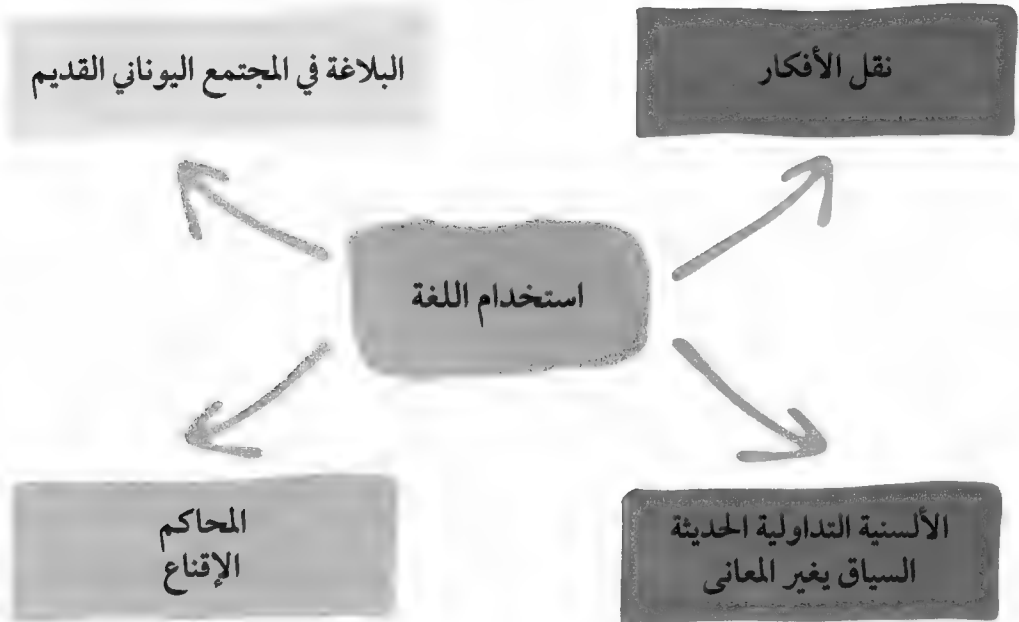 نقل الأفكار
البلاغة في المجتمع اليوناني القديم
استخدام اللغة
الألسنية التداولية الحديثة
السياق يغير المعانى
المحاكم
الإقناع